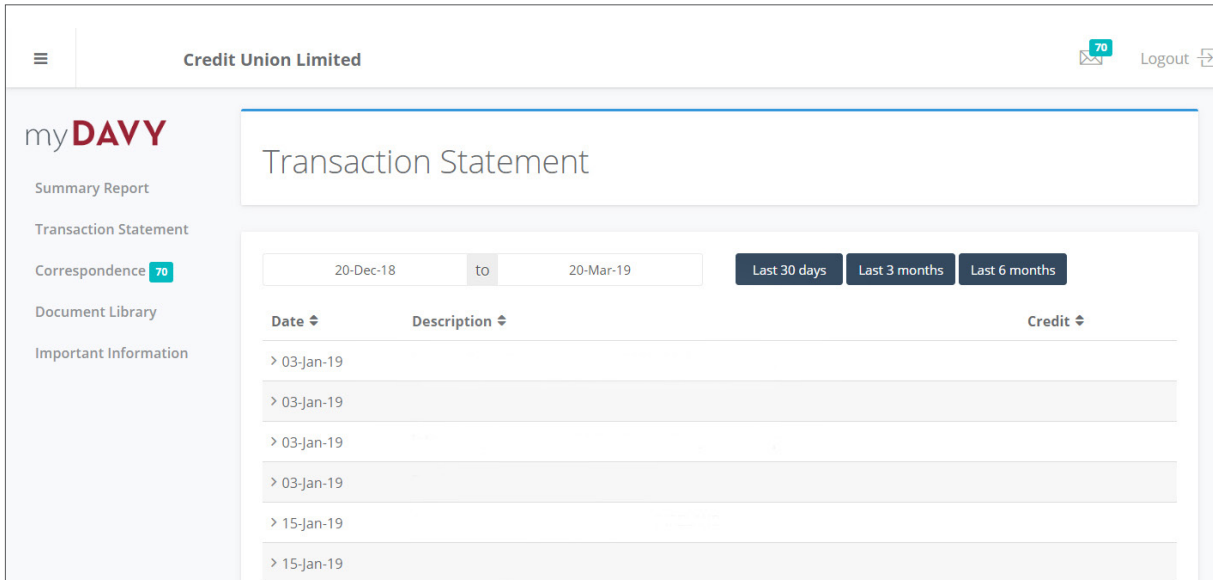 Credit Union Limited
70
Logout
myDAVY
Summary Report
Transaction Statement
Correspondence 70
Document Library
Important Information
Transaction Statement
20-Dec-18 to 20-Mar-19 Last 30 days Last 3 months Last 6 months
Date Description Credit
03-Jan-19
03-Jan-19
03-Jan-19
03-Jan-19
15-Jan-19
15-Jan-19